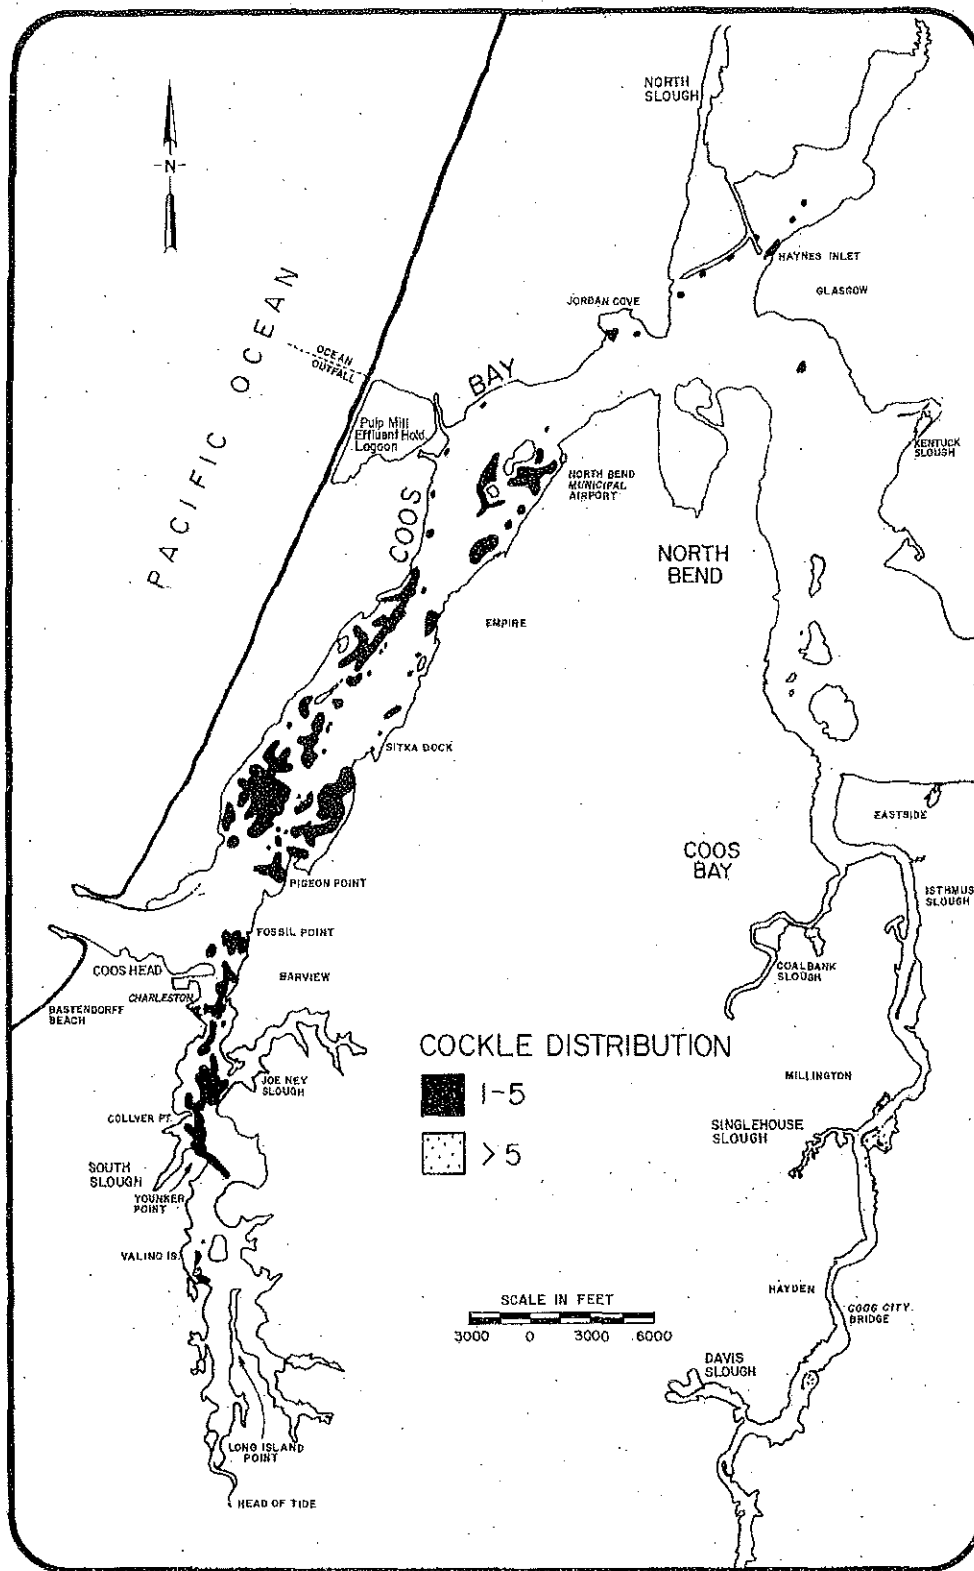 NORTH
SLOUGH
-N-
HAYNES INLET
GLASGOW
JORDAN COVE
PACIFIC OCEAN
OCEAN
OUTFALL
COOS BAY
Pulp Mill
Effluent Hold.
Lagoon
KENTUCK
SLOUGH
NORTH BEND
MUNICIPAL
AIRPORT
NORTH
BEND
EMPIRE
SITKA DOCK
EASTSIDE
COOS
BAY
ISTHMUS
SLOUGH
PIGEON POINT
FOSSIL POINT
COOS HEAD
BARVIEW
COALBANK
SLOUGH
CHARLESTON
BASTENDORFF
BEACH
COCKLE DISTRIBUTION
1-5
>5
JOE NEY
SLOUGH
MILLINGTON
COLLVER PT.
SINGLEHOUSE
SLOUGH
SOUTH
SLOUGH
YOUNKER
POINT
VALINO IS.
HAYDEN
COOS CITY
BRIDGE
SCALE IN FEET
3000 0 3000 6000
DAVIS
SLOUGH
LONG ISLAND
POINT
HEAD OF TIDE